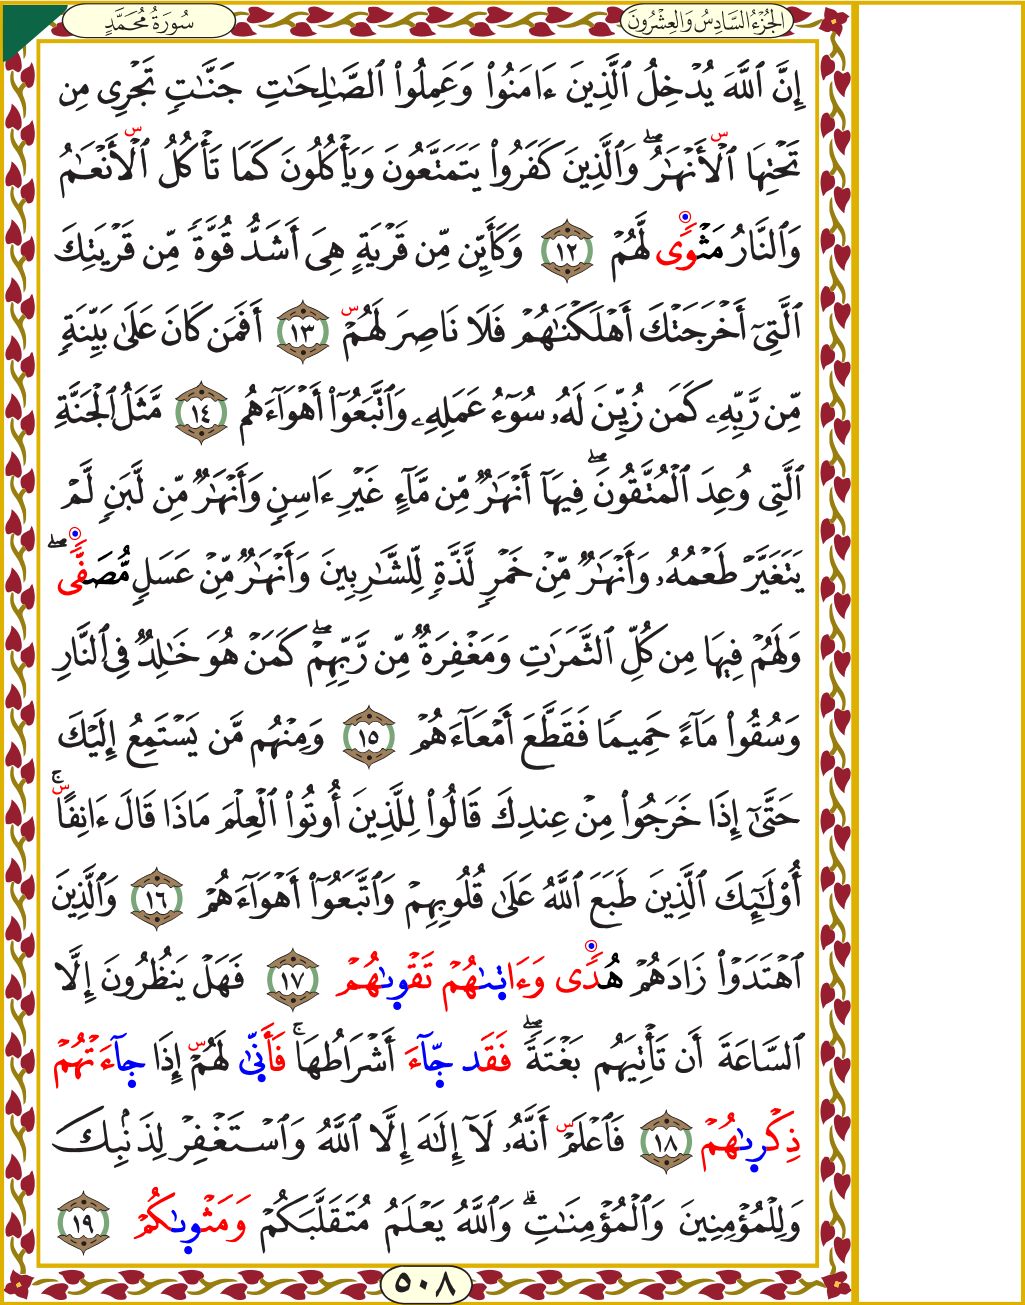 سُورَةُ مُحَمَّدٍ
الجُزْءُ السَّادِسُ وَالعِشْرُونَ
إِنَّ ٱللَّهَ يُدْخِلُ ٱلَّذِينَ ءَامَنُوا۟ وَعَمِلُوا۟ ٱلصَّـٰلِحَـٰتِ جَنَّـٰتٍ تَجْرِى مِن
تَحْتِهَا ٱلْأَنْهَـٰرُ ۖ وَٱلَّذِينَ كَفَرُوا۟ يَتَمَتَّعُونَ وَيَأْكُلُونَ كَمَا تَأْكُلُ ٱلْأَنْعَـٰمُ
وَٱلنَّارُ مَثْوًى لَّهُمْ ١٢ وَكَأَيِّن مِّن قَرْيَةٍ هِىَ أَشَدُّ قُوَّةً مِّن قَرْيَتِكَ
ٱلَّتِىٓ أَخْرَجَتْكَ أَهْلَكْنَـٰهُمْ فَلَا نَاصِرَ لَهُمْ ١٣ أَفَمَن كَانَ عَلَىٰ بَيِّنَةٍ
مِّن رَّبِّهِۦ كَمَن زُيِّنَ لَهُۥ سُوٓءُ عَمَلِهِۦ وَٱتَّبَعُوٓا۟ أَهْوَآءَهُم ١٤ مَّثَلُ ٱلْجَنَّةِ
ٱلَّتِى وُعِدَ ٱلْمُتَّقُونَ ۖ فِيهَآ أَنْهَـٰرٌ مِّن مَّآءٍ غَيْرِ ءَاسِنٍ وَأَنْهَـٰرٌ مِّن لَّبَنٍ لَّمْ
يَتَغَيَّرْ طَعْمُهُۥ وَأَنْهَـٰرٌ مِّنْ خَمْرٍ لَّذَّةٍ لِّلشَّـٰرِبِينَ وَأَنْهَـٰرٌ مِّنْ عَسَلٍ مُّصَفًّى ۖ
وَلَهُمْ فِيهَا مِن كُلِّ ٱلثَّمَرَٰتِ وَمَغْفِرَةٌ مِّن رَّبِّهِمْ ۖ كَمَنْ هُوَ خَـٰلِدٌ فِى ٱلنَّارِ
وَسُقُوا۟ مَآءً حَمِيمًا فَقَطَّعَ أَمْعَآءَهُمْ ١٥ وَمِنْهُم مَّن يَسْتَمِعُ إِلَيْكَ
حَتَّىٰٓ إِذَا خَرَجُوا۟ مِنْ عِندِكَ قَالُوا۟ لِلَّذِينَ أُوتُوا۟ ٱلْعِلْمَ مَاذَا قَالَ ءَانِفًا ۚ
أُو۟لَـٰٓئِكَ ٱلَّذِينَ طَبَعَ ٱللَّهُ عَلَىٰ قُلُوبِهِمْ وَٱتَّبَعُوٓا۟ أَهْوَآءَهُمْ ١٦ وَٱلَّذِينَ
ٱهْتَدَوْا۟ زَادَهُمْ هُدًى وَءَاتَىٰهُمْ تَقْوَىٰهُمْ ١٧ فَهَلْ يَنظُرُونَ إِلَّا
ٱلسَّاعَةَ أَن تَأْتِيَهُم بَغْتَةً ۖ فَقَد جَّآءَ أَشْرَاطُهَا ۚ فَأَنَّىٰ لَهُمْ إِذَا جَآءَتْهُمْ
ذِكْرَىٰهُمْ ١٨ فَٱعْلَمْ أَنَّهُۥ لَآ إِلَـٰهَ إِلَّا ٱللَّهُ وَٱسْتَغْفِرْ لِذَنۢبِكَ
وَلِلْمُؤْمِنِينَ وَٱلْمُؤْمِنَـٰتِ ۗ وَٱللَّهُ يَعْلَمُ مُتَقَلَّبَكُمْ وَمَثْوَىٰكُمْ ١٩
٥٠٨